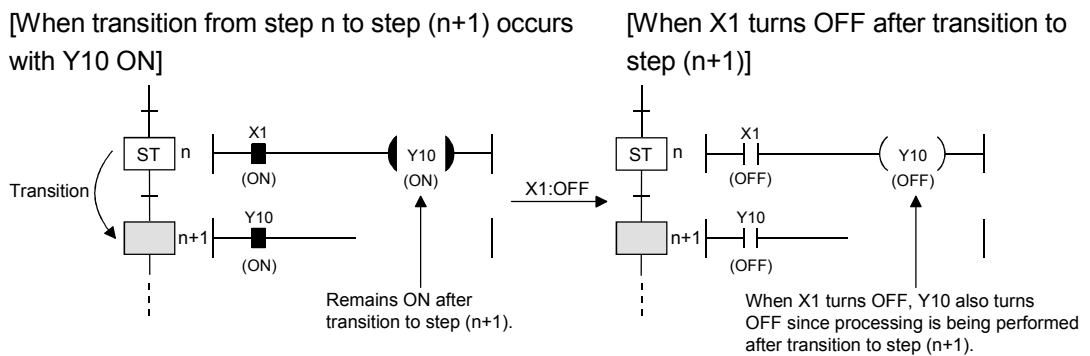 [When transition from step n to step (n+1) occurs
with Y10 ON]
X1
ST
n
Y10
(ON)
(ON)
Transition
Y10
n+1
(ON)
Remains ON after
transition to step (n+1).
X1:OFF
[When X1 turns OFF after transition to
step (n+1)]
X1
ST
n
Y10
(OFF)
(OFF)
Y10
n+1
(OFF)
When X1 turns OFF, Y10 also turns
OFF since processing is being performed
after transition to step (n+1).